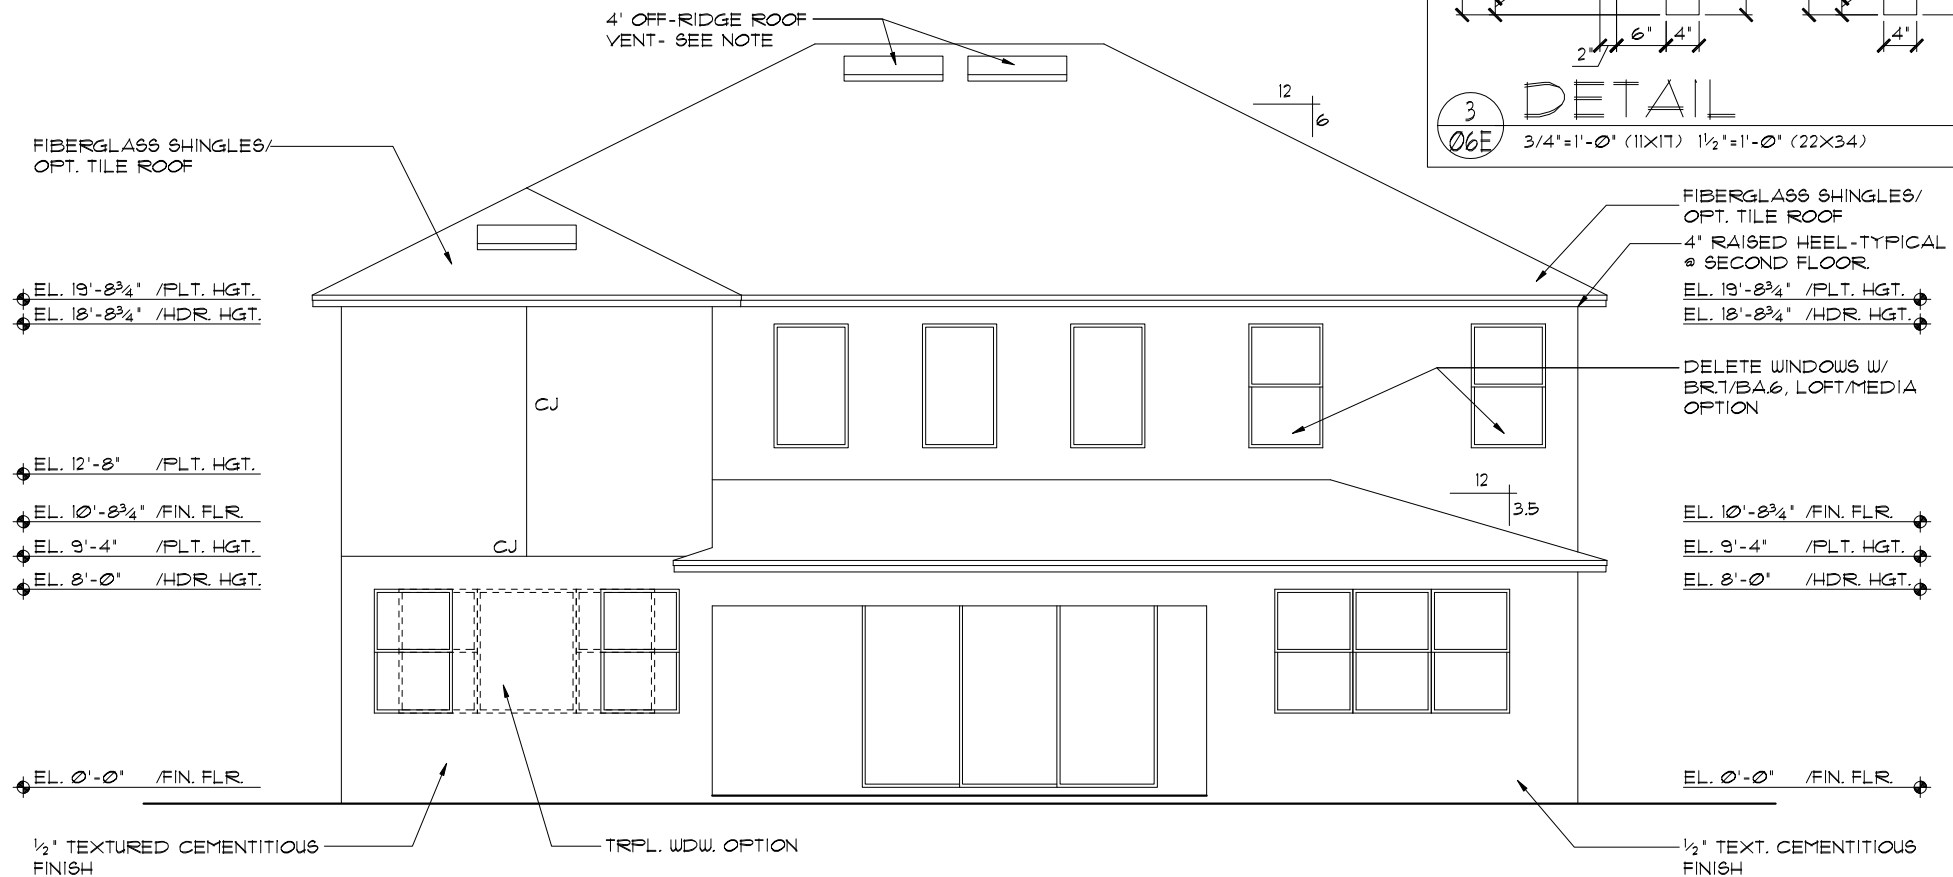 4' OFF-RIDGE ROOF
VENT- SEE NOTE
2" 6" 4" 4"
3
06E
DETAIL
3/4"=1'-0" (11X17) 1½"=1'-0" (22X34)
12
6
FIBERGLASS SHINGLES/
OPT. TILE ROOF
FIBERGLASS SHINGLES/
OPT. TILE ROOF
4" RAISED HEEL-TYPICAL
@ SECOND FLOOR.
EL. 19'-8¾" /PLT. HGT.
EL. 18'-8¾" /HDR. HGT.
EL. 19'-8¾" /PLT. HGT.
EL. 18'-8¾" /HDR. HGT.
DELETE WINDOWS W/
BR.7/BA.6, LOFT/MEDIA
OPTION
CJ
EL. 12'-8" /PLT. HGT.
12
3.5
EL. 10'-8¾" /FIN. FLR.
EL. 9'-4" /PLT. HGT.
EL. 8'-0" /HDR. HGT.
CJ
EL. 10'-8¾" /FIN. FLR.
EL. 9'-4" /PLT. HGT.
EL. 8'-0" /HDR. HGT.
EL. 0'-0" /FIN. FLR.
EL. 0'-0" /FIN. FLR.
½" TEXTURED CEMENTITIOUS
FINISH
TRPL. WDW. OPTION
½" TEXT. CEMENTITIOUS
FINISH